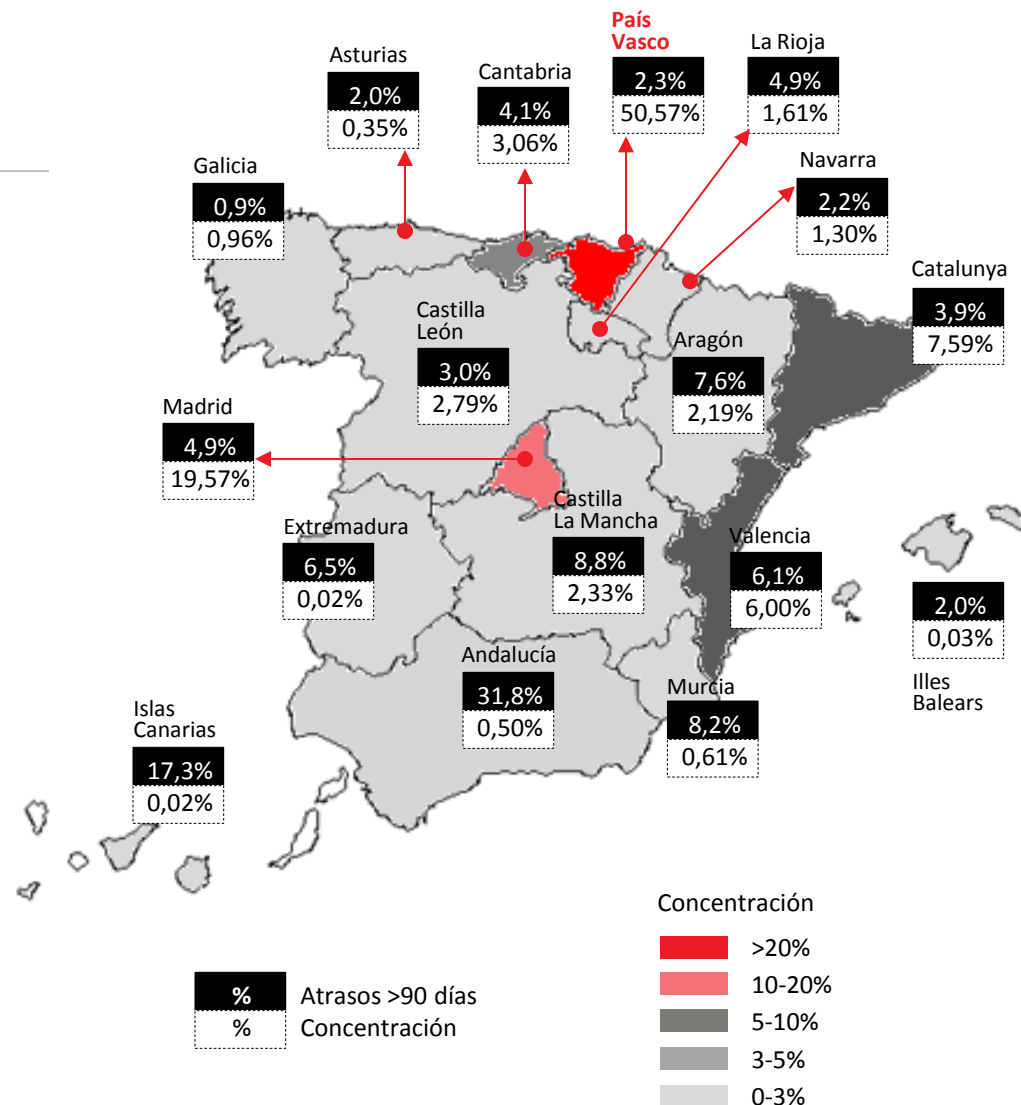 País
Vasco
2,3%
50,57%
La Rioja
4,9%
1,61%
Asturias
2,0%
0,35%
Cantabria
4,1%
3,06%
Galicia
0,9%
0,96%
Navarra
2,2%
1,30%
Catalunya
3,9%
7,59%
Castilla
León
3,0%
2,79%
Aragón
7,6%
2,19%
Madrid
4,9%
19,57%
Castilla
La Mancha
8,8%
2,33%
Extremadura
6,5%
0,02%
Valencia
6,1%
6,00%
2,0%
0,03%
Illes
Balears
Andalucía
31,8%
0,50%
Murcia
8,2%
0,61%
Islas
Canarias
17,3%
0,02%
Concentración
>20%
10-20%
5-10%
3-5%
0-3%
% Atrasos >90 días
% Concentración